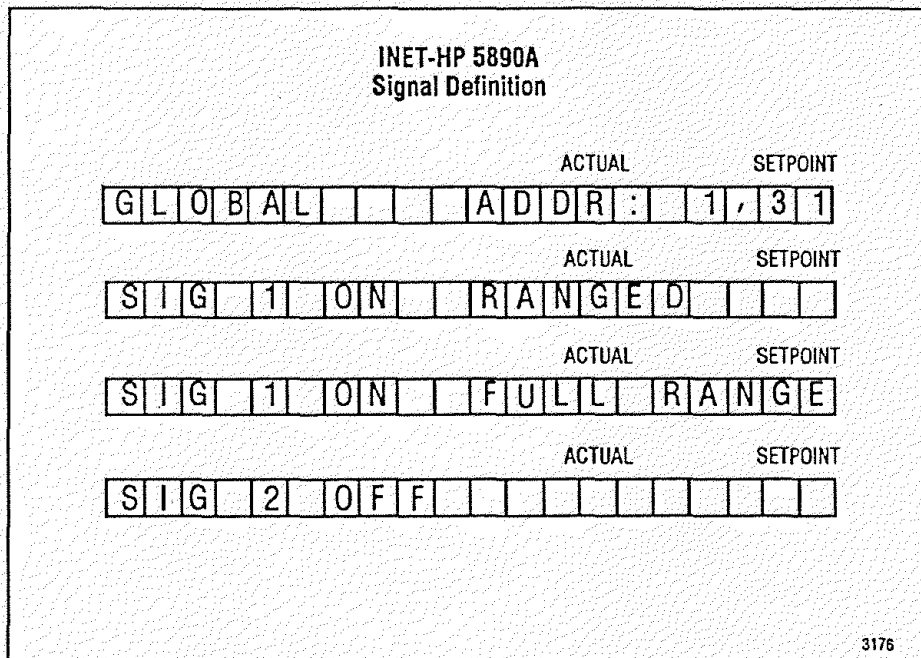 INET-HP 5890A
Signal Definition
ACTUAL SETPOINT
GLOBAL ADDR: 1,31
ACTUAL SETPOINT
SIG 1 ON RANGED
ACTUAL SETPOINT
SIG 1 ON FULL RANGE
ACTUAL SETPOINT
SIG 2 OFF
3176